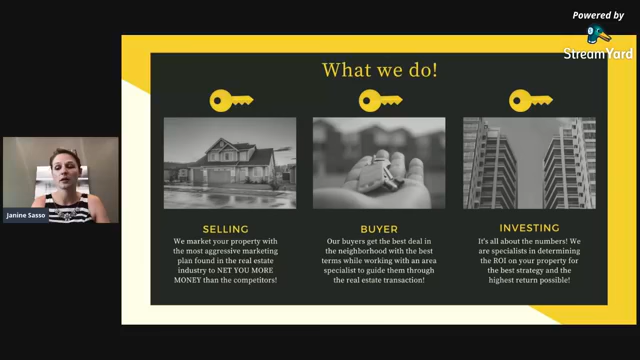 Powered by
StreamYard
What we do!
SELLING
We market your property with
the most aggressive marketing
plan found in the real estate
industry to NET YOU MORE
MONEY than the competitors!
BUYER
Our buyers get the best deal in
the neighborhood with the best
terms while working with an area
specialist to guide them through
the real estate transaction!
INVESTING
It's all about the numbers! We
are specialists in determining
the ROI on your property for
the best strategy and the
highest return possible!
Janine Sasso